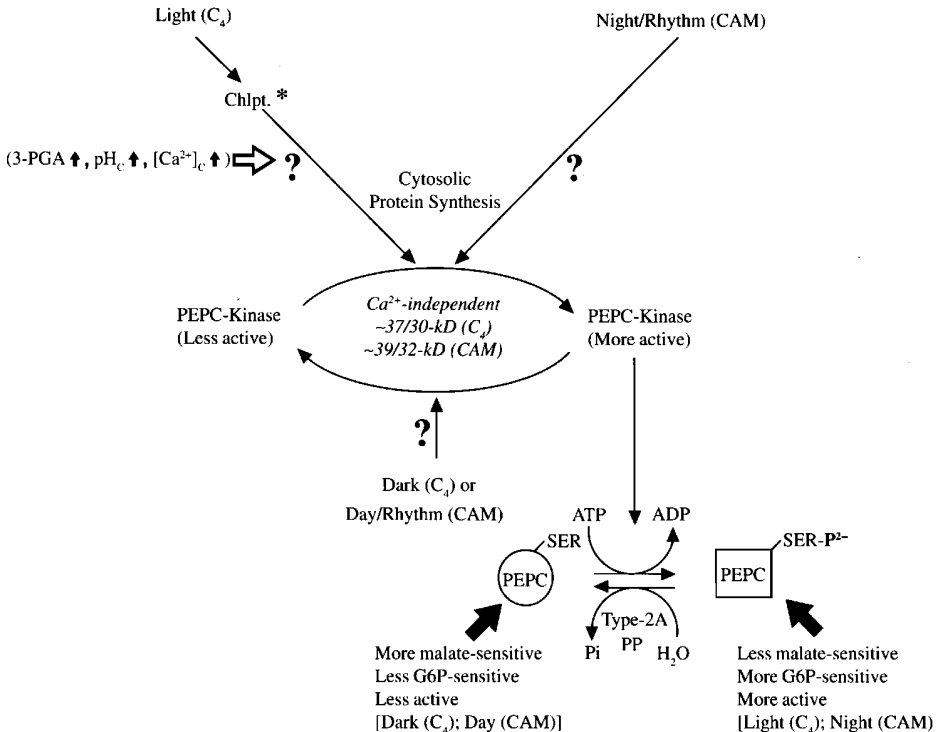 Light (C₄)
Night/Rhythm (CAM)
Chlpt. *
(3-PGA ⬆, pH_C ⬆, [Ca²⁺]_C ⬆)
?
?
Cytosolic
Protein Synthesis
PEPC-Kinase
(Less active)
Ca²⁺-independent
~37/30-kD (C₄)
~39/32-kD (CAM)
PEPC-Kinase
(More active)
?
Dark (C₄) or
Day/Rhythm (CAM)
ATP
ADP
SER
PEPC
SER-P²⁻
PEPC
Type-2A
PP
Pi
H₂O
More malate-sensitive
Less G6P-sensitive
Less active
[Dark (C₄); Day (CAM)]
Less malate-sensitive
More G6P-sensitive
More active
[Light (C₄); Night (CAM)